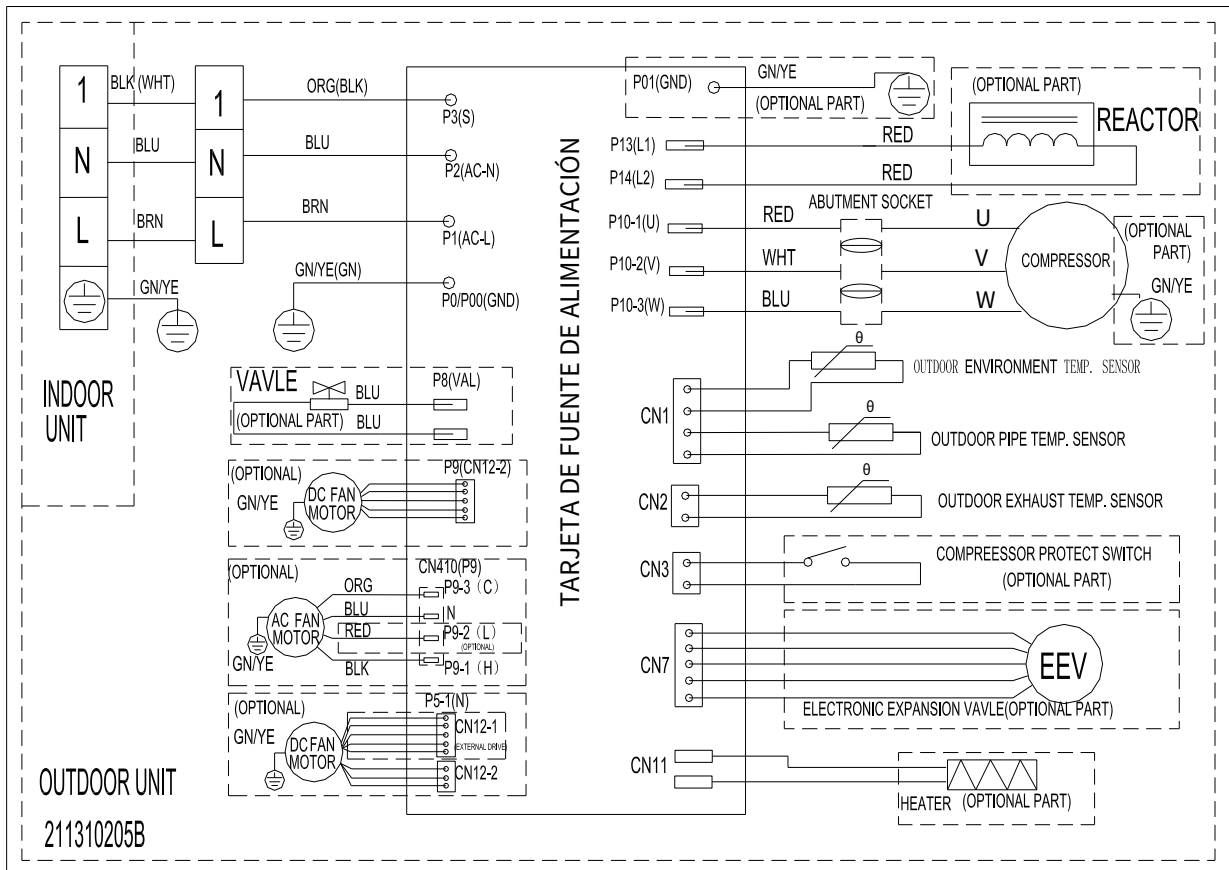 1
N
L
BLK (WHT)
BLU
BRN
GN/YE
1
N
L
ORG(BLK)
BLU
BRN
GN/YE(GN)
P3(S)
P2(AC-N)
P1(AC-L)
P0/P00(GND)
INDOOR
UNIT
VAVLE
(OPTIONAL PART)
BLU
BLU
P8(VAL)
(OPTIONAL)
GN/YE
DC FAN
MOTOR
P9(CN12-2)
(OPTIONAL)
AC FAN
MOTOR
GN/YE
ORG
BLU
RED
BLK
CN410(P9)
P9-3 (C)
N
P9-2 (L)
(OPTIONAL)
P9-1 (H)
(OPTIONAL)
GN/YE
DC FAN
MOTOR
P5-1(N)
CN12-1
(EXTERNAL DRIVE)
CN12-2
OUTDOOR UNIT
211310205B
TARJETA DE FUENTE DE ALIMENTACIÓN
P01(GND)
GN/YE
(OPTIONAL PART)
(OPTIONAL PART)
REACTOR
P13(L1)
RED
P14(L2)
RED
ABUTMENT SOCKET
P10-1(U)
RED
U
P10-2(V)
WHT
V
P10-3(W)
BLU
W
COMPRESSOR
(OPTIONAL
PART)
GN/YE
CN1
θ
OUTDOOR ENVIRONMENT TEMP. SENSOR
θ
OUTDOOR PIPE TEMP. SENSOR
CN2
θ
OUTDOOR EXHAUST TEMP. SENSOR
CN3
COMPREESSOR PROTECT SWITCH
(OPTIONAL PART)
CN7
EEV
ELECTRONIC EXPANSION VAVLE(OPTIONAL PART)
CN11
HEATER (OPTIONAL PART)